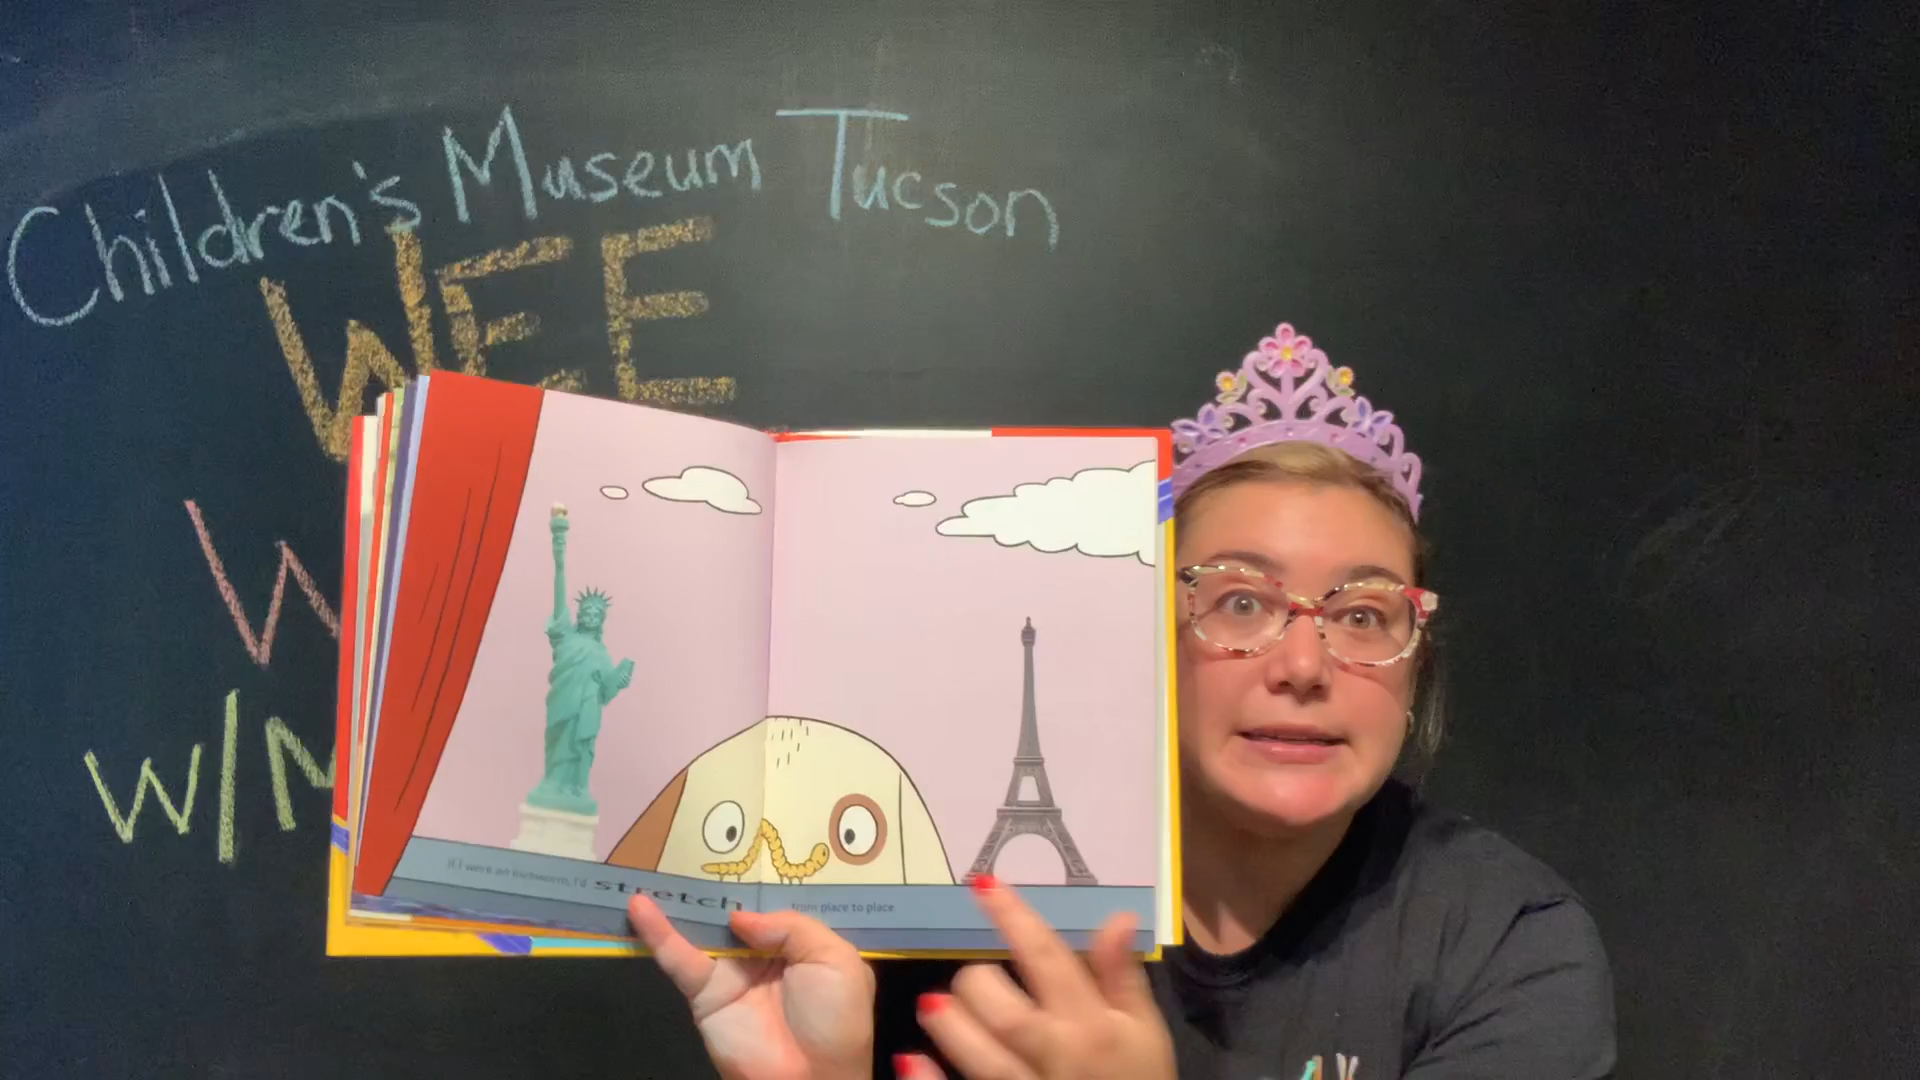 Children's Museum Tucson
WEE
W
W/
If I were an inchworm, I'd stretch
from place to place